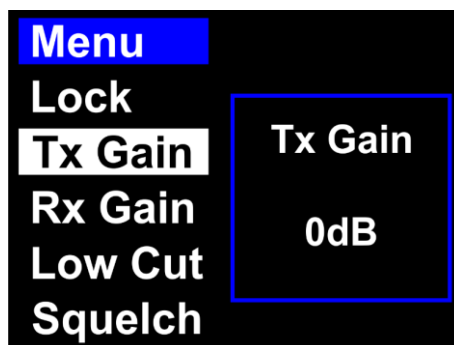 Menu
Lock
Tx Gain
Rx Gain
Low Cut
Squelch
Tx Gain
0dB